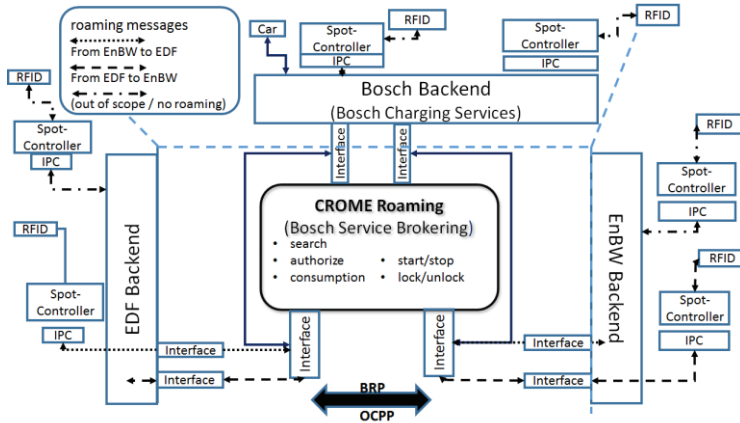 roaming messages
From EnBW to EDF
From EDF to EnBW
(out of scope / no roaming)
Car
Spot-
Controller
IPC
RFID
Spot-
Controller
IPC
RFID
Bosch Backend
(Bosch Charging Services)
Interface
Interface
RFID
Spot-
Controller
IPC
RFID
Spot-
Controller
IPC
EDF Backend
CROME Roaming
(Bosch Service Brokering)
• search
• authorize
• consumption
• start/stop
• lock/unlock
EnBW Backend
RFID
Spot-
Controller
IPC
RFID
Spot-
Controller
IPC
Interface
Interface
Interface
Interface
Interface
Interface
BRP
OCPP